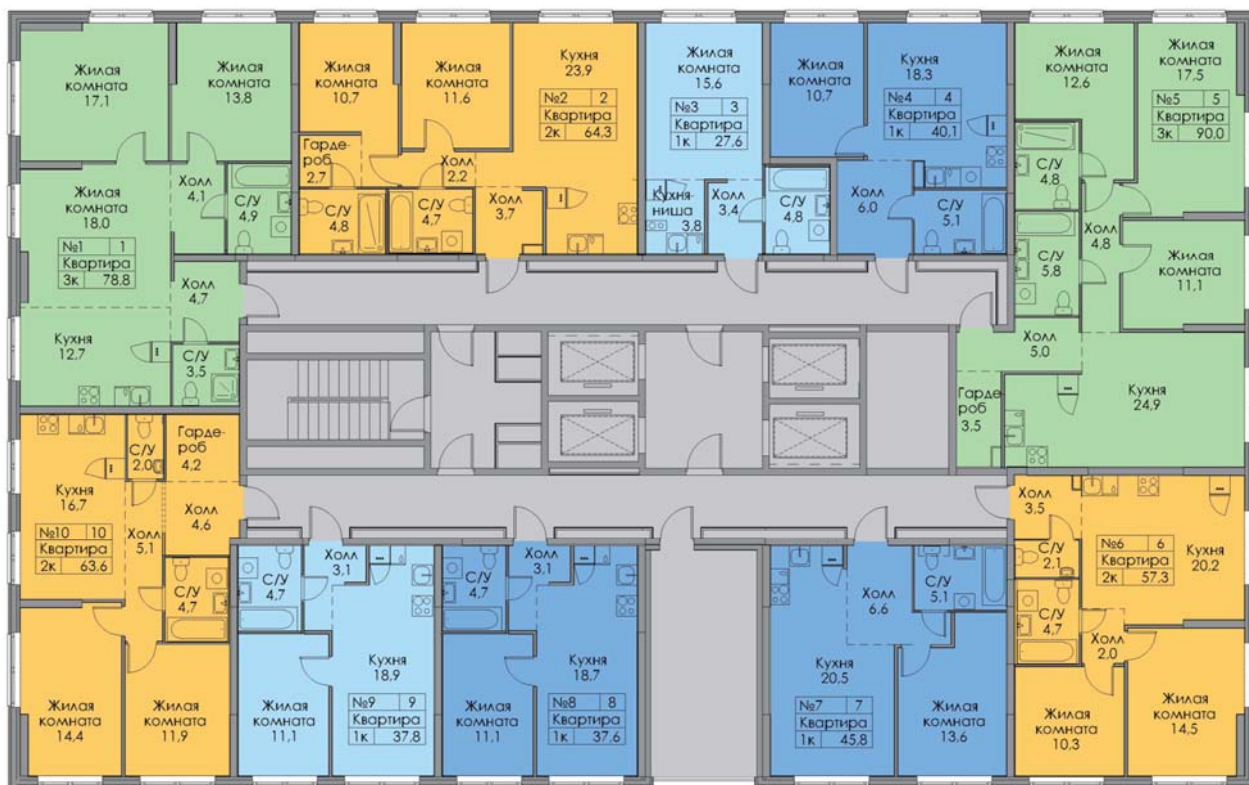 Жилая
комната
17,1
Жилая
комната
13,8
Жилая
комната
18,0
№1 1
Квартира
3к 78,8
Холл
4,1
С/У
4,9
Холл
4,7
Кухня
12,7
С/У
3,5
Жилая
комната
10,7
Жилая
комната
11,6
Кухня
23,9
№2 2
Квартира
2к 64,3
Гарде-
роб
2,7
Холл
2,2
С/У
4,8
С/У
4,7
Холл
3,7
Жилая
комната
15,6
№3 3
Квартира
1к 27,6
Кухня-
ниша
3,8
Холл
3,4
С/У
4,8
Жилая
комната
10,7
Кухня
18,3
№4 4
Квартира
1к 40,1
Холл
6,0
С/У
5,1
Жилая
комната
12,6
Жилая
комната
17,5
№5 5
Квартира
3к 90,0
С/У
4,8
Холл
4,8
С/У
5,8
Жилая
комната
11,1
Холл
5,0
Гарде-
роб
3,5
Кухня
24,9
Кухня
16,7
С/У
2,0
Гарде-
роб
4,2
№10 10
Квартира
2к 63,6
Холл
5,1
Холл
4,6
С/У
4,7
Жилая
комната
14,4
Жилая
комната
11,9
С/У
4,7
Холл
3,1
Кухня
18,9
№9 9
Квартира
1к 37,8
Жилая
комната
11,1
С/У
4,7
Холл
3,1
Кухня
18,7
№8 8
Квартира
1к 37,6
Жилая
комната
11,1
Холл
6,6
С/У
5,1
Кухня
20,5
№7 7
Квартира
1к 45,8
Жилая
комната
13,6
Холл
3,5
С/У
2,1
№6 6
Квартира
2к 57,3
Кухня
20,2
С/У
4,7
Холл
2,0
Жилая
комната
10,3
Жилая
комната
14,5